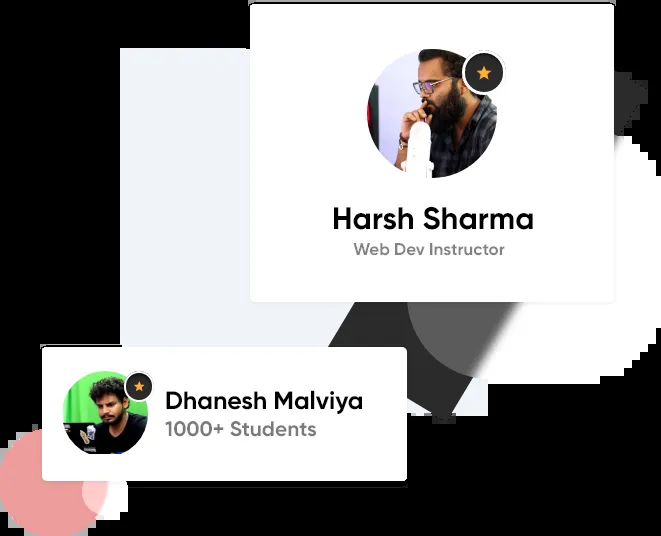 Harsh Sharma
Web Dev Instructor
Dhanesh Malviya
1000+ Students